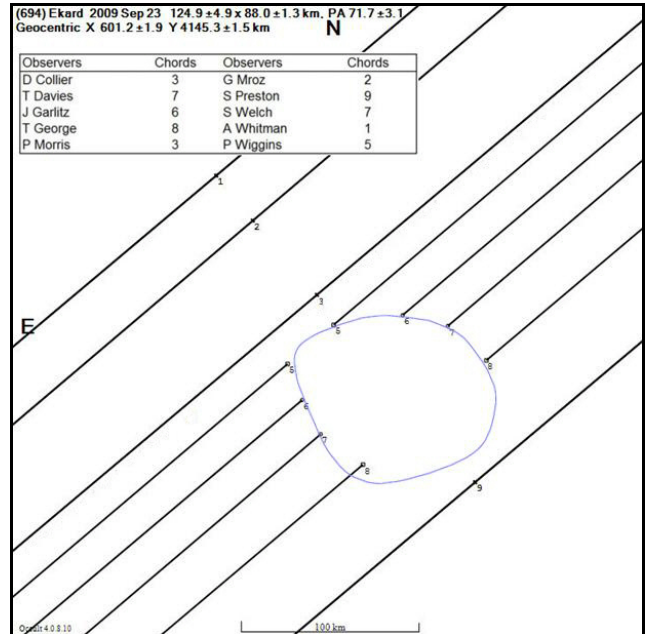 (694) Ekard 2009 Sep 23 124.9 ±4.9 x 88.0 ±1.3 km, PA 71.7 ±3.1
Geocentric X 601.2 ±1.9 Y 4145.3 ±1.5 km
N
Observers Chords Observers Chords
D Collier 3 G Mroz 2
T Davies 7 S Preston 9
J Garlitz 6 S Welch 7
T George 8 A Whitman 1
P Morris 3 P Wiggins 5
1
2
3
E
5
6
7
8
5
6
7
8
9
Occult 4.0.8.10
100 km